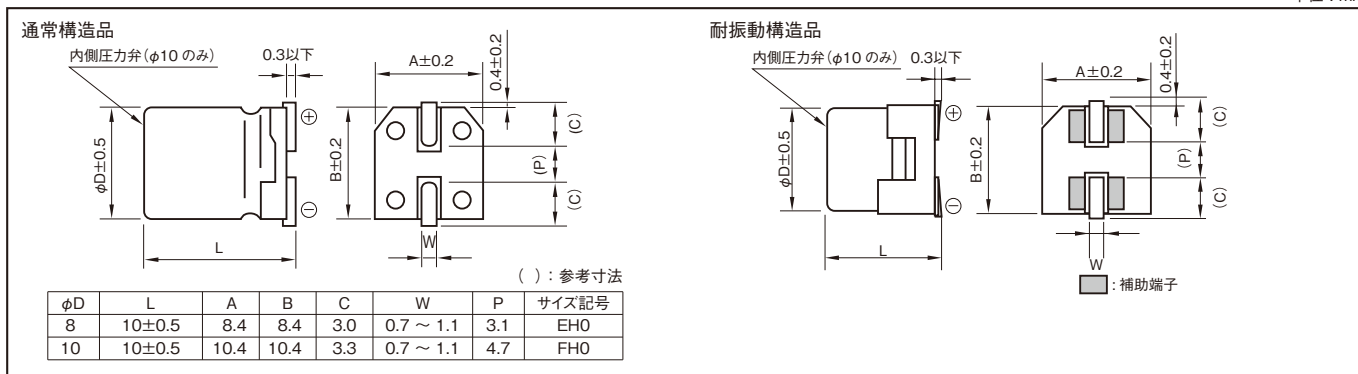 通常構造品
内側圧力弁(φ10 のみ)
0.3以下
A±0.2
0.4±0.2
φD±0.5
⊕
⊖
B±0.2
(C)
(P)
(C)
L
W
( ):参考寸法
φD L A B C W P サイズ記号
8 10±0.5 8.4 8.4 3.0 0.7 ~ 1.1 3.1 EH0
10 10±0.5 10.4 10.4 3.3 0.7 ~ 1.1 4.7 FH0
耐振動構造品
内側圧力弁(φ10 のみ)
0.3以下
A±0.2
0.4±0.2
φD±0.5
⊕
⊖
B±0.2
(C)
(P)
(C)
L
W
:補助端子